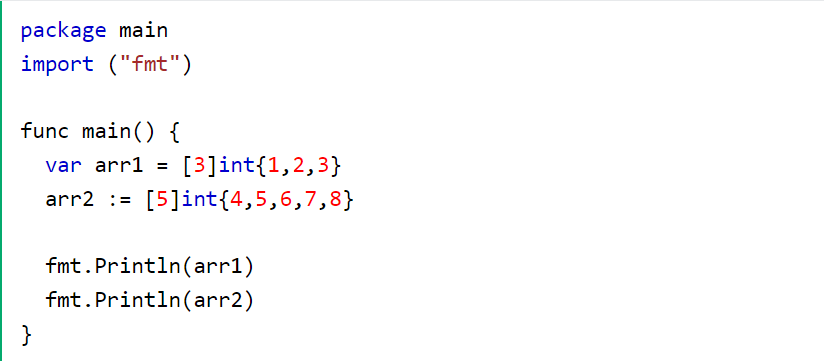 package main
import ("fmt")
func main() {
var arr1 = [3]int{1,2,3}
arr2 := [5]int{4,5,6,7,8}
fmt.Println(arr1)
fmt.Println(arr2)
}